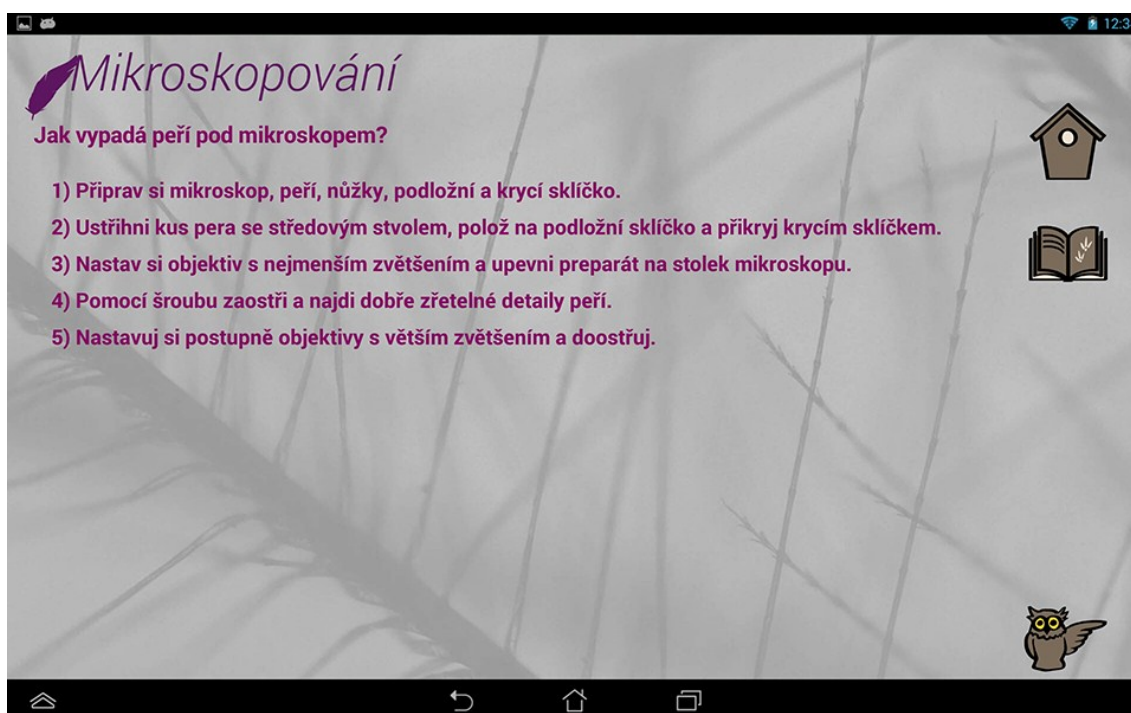 12:3
Mikroskopování
Jak vypadá peří pod mikroskopem?
1) Připrav si mikroskop, peří, nůžky, podložní a krycí sklíčko.
2) Ustřihni kus pera se středovým stvolem, polož na podložní sklíčko a přikryj krycím sklíčkem.
3) Nastav si objektiv s nejmenším zvětšením a upevni preparát na stolek mikroskopu.
4) Pomocí šroubu zaostři a najdi dobře zřetelné detaily peří.
5) Nastavuj si postupně objektivy s větším zvětšením a doostřuj.